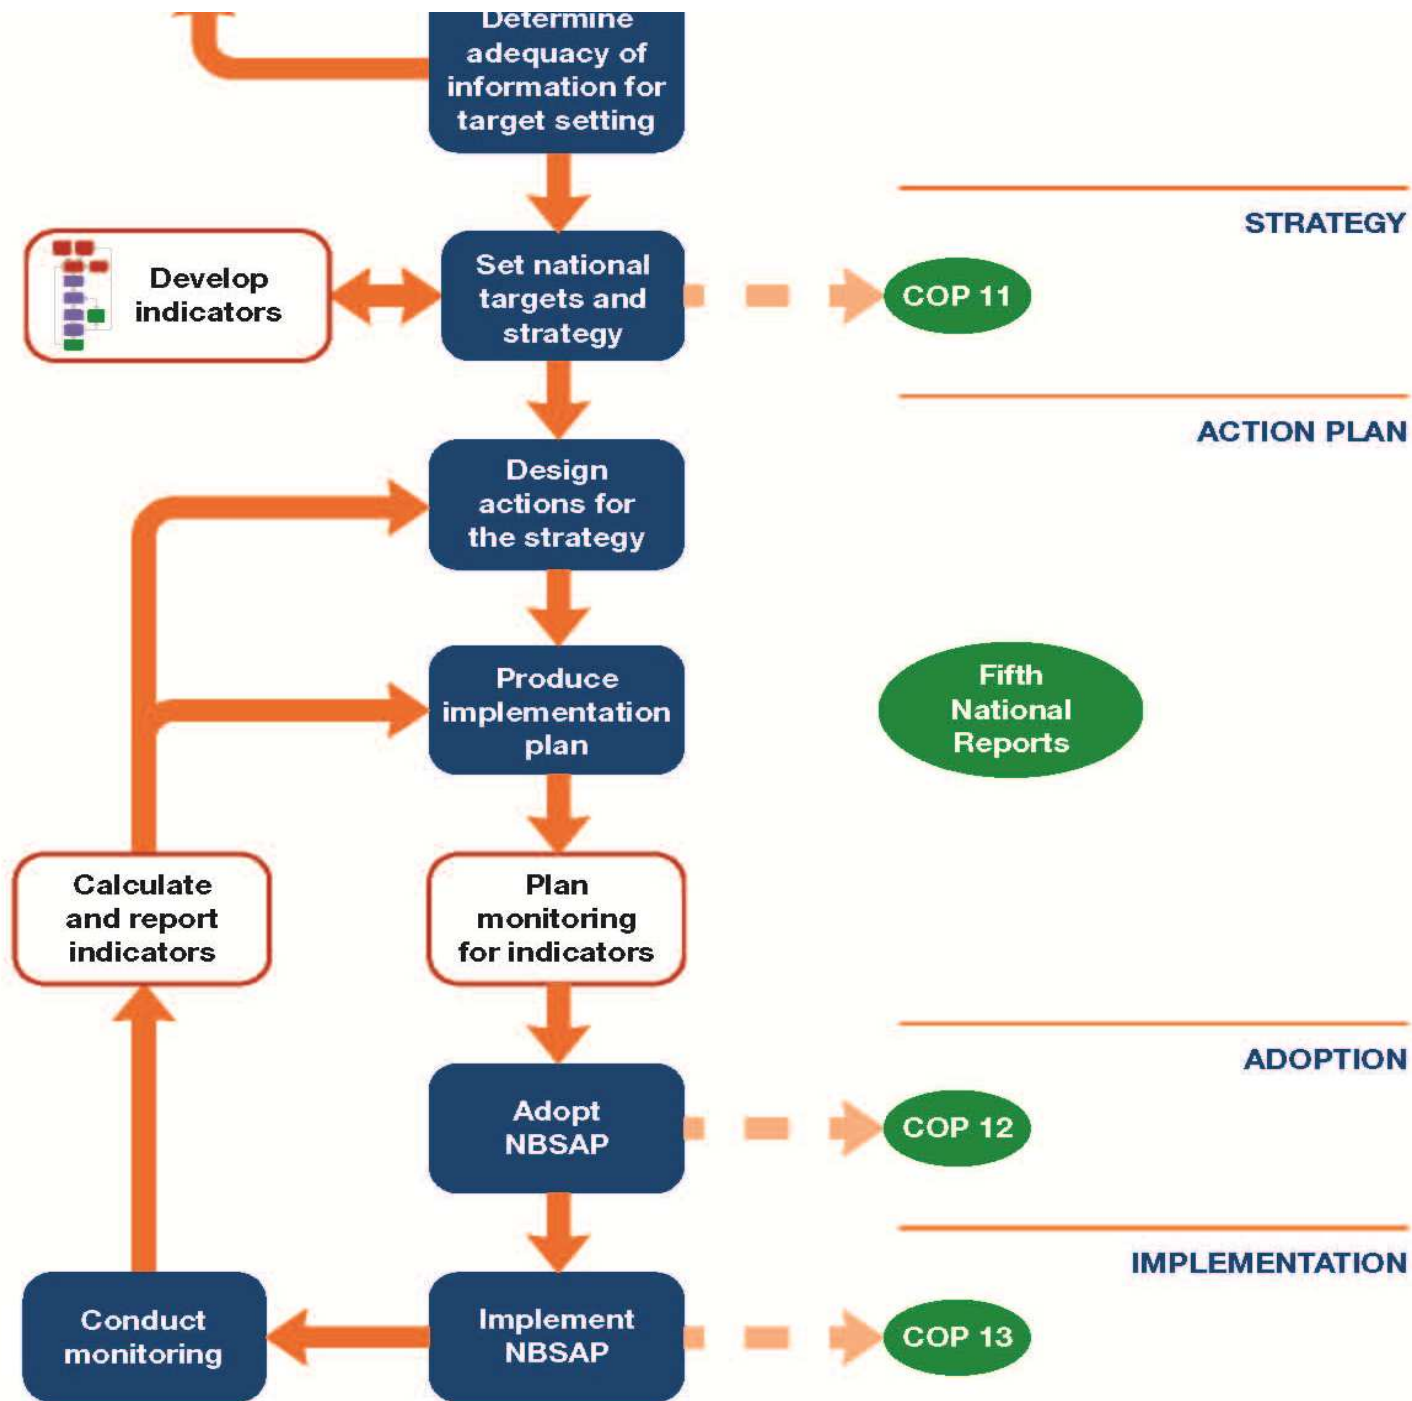 Determine
adequacy of
information for
target setting
STRATEGY
Develop
indicators
Set national
targets and
strategy
COP 11
ACTION PLAN
Design
actions for
the strategy
Produce
implementation
plan
Fifth
National
Reports
Calculate
and report
indicators
Plan
monitoring
for indicators
ADOPTION
Adopt
NBSAP
COP 12
IMPLEMENTATION
Conduct
monitoring
Implement
NBSAP
COP 13